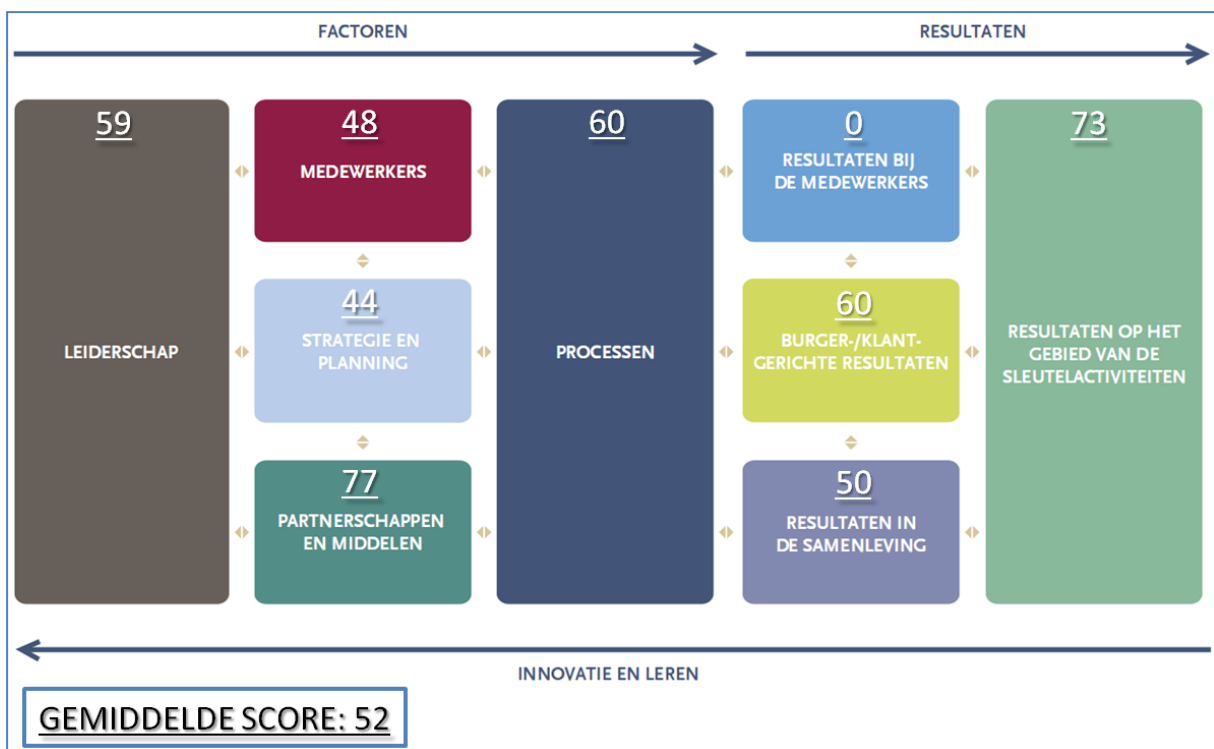 FACTOREN
RESULTATEN
59
LEIDERSCHAP
48
MEDEWERKERS
44
STRATEGIE EN
PLANNING
77
PARTNERSCHAPPEN
EN MIDDELEN
60
PROCESSEN
0
RESULTATEN BIJ
DE MEDEWERKERS
60
BURGER-/KLANT-
GERICHTE RESULTATEN
50
RESULTATEN IN
DE SAMENLEVING
73
RESULTATEN OP HET
GEBIED VAN DE
SLEUTELACTIVITEITEN
INNOVATIE EN LEREN
GEMIDDELDE SCORE: 52